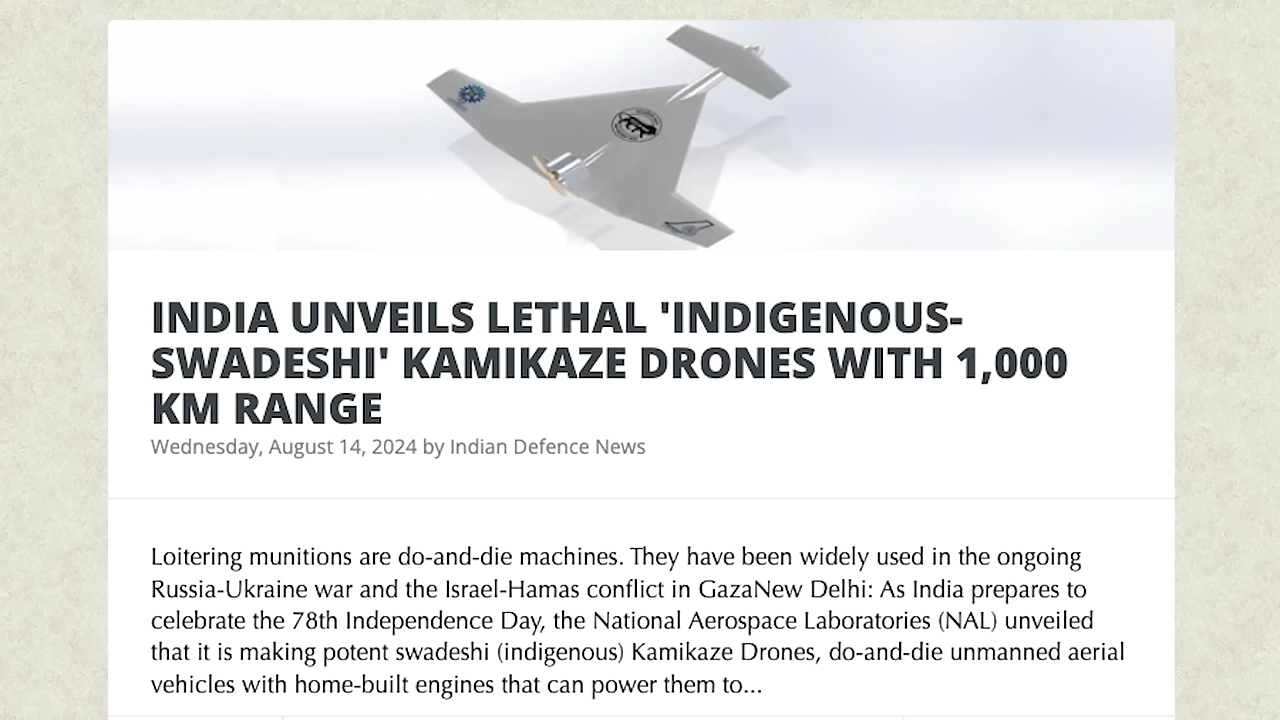 INDIA UNVEILS LETHAL 'INDIGENOUS-
SWADESHI' KAMIKAZE DRONES WITH 1,000
KM RANGE
Wednesday, August 14, 2024 by Indian Defence News
Loitering munitions are do-and-die machines. They have been widely used in the ongoing
Russia-Ukraine war and the Israel-Hamas conflict in GazaNew Delhi: As India prepares to
celebrate the 78th Independence Day, the National Aerospace Laboratories (NAL) unveiled
that it is making potent swadeshi (indigenous) Kamikaze Drones, do-and-die unmanned aerial
vehicles with home-built engines that can power them to...